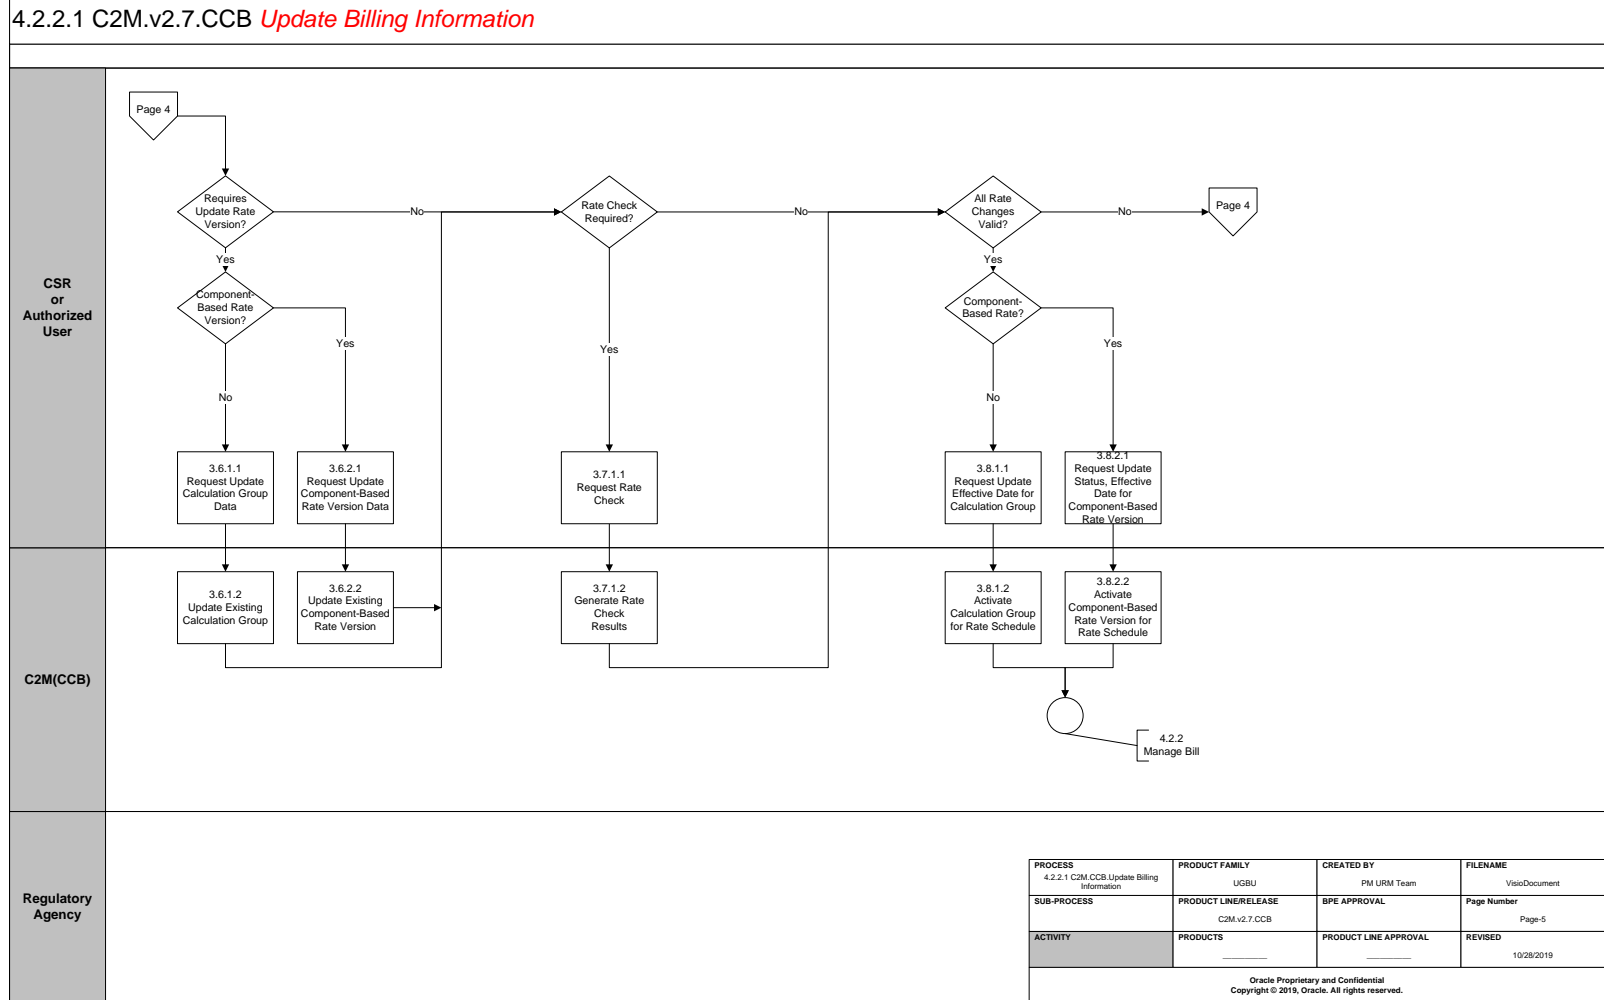 4.2.2.1 C2M.v2.7.CCB Update Billing Information
Page 4
Requires
Update Rate
Version?
No
Rate Check
Required?
No
All Rate
Changes
Valid?
No
Page 4
Yes
Yes
Component-
Based Rate
Version?
Yes
No
Yes
Component-
Based Rate?
Yes
No
CSR
or
Authorized
User
3.6.1.1
Request Update
Calculation Group
Data
3.6.2.1
Request Update
Component-Based
Rate Version Data
3.7.1.1
Request Rate
Check
3.8.1.1
Request Update
Effective Date for
Calculation Group
3.8.2.1
Request Update
Status, Effective
Date for
Component-Based
Rate Version
C2M(CCB)
3.6.1.2
Update Existing
Calculation Group
3.6.2.2
Update Existing
Component-Based
Rate Version
3.7.1.2
Generate Rate
Check
Results
3.8.1.2
Activate
Calculation Group
for Rate Schedule
3.8.2.2
Activate
Component-Based
Rate Version for
Rate Schedule
4.2.2
Manage Bill
Regulatory
Agency
PROCESS
4.2.2.1 C2M.CCB.Update Billing
Information
PRODUCT FAMILY
UGBU
CREATED BY
PM URM Team
FILENAME
VisioDocument
SUB-PROCESS
PRODUCT LINE/RELEASE
C2M.v2.7.CCB
BPE APPROVAL
Page Number
Page-5
ACTIVITY
PRODUCTS
___________
PRODUCT LINE APPROVAL
___________
REVISED
10/28/2019
Oracle Proprietary and Confidential
Copyright © 2019, Oracle. All rights reserved.